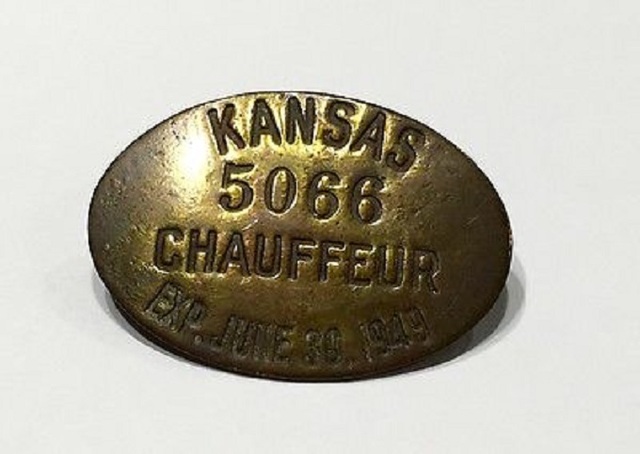 KANSAS
5066
CHAUFFEUR
EXP. JUNE 30, 1949